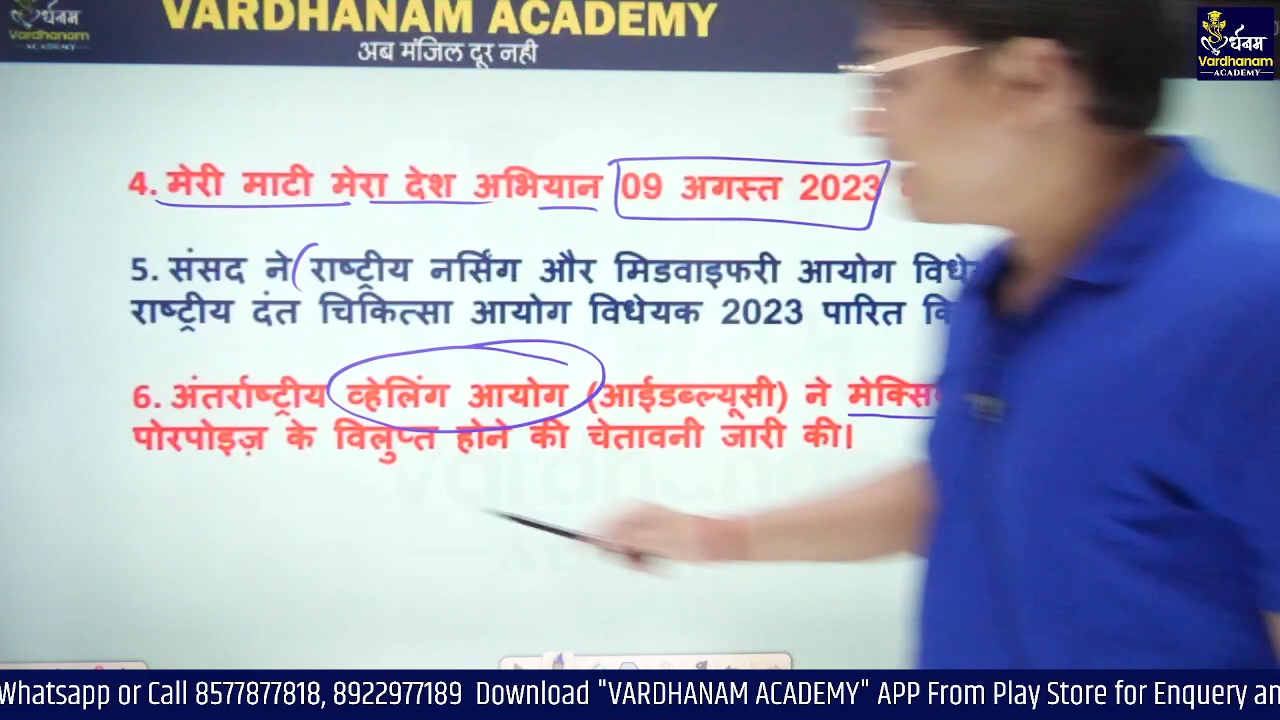 र्धनम
Vardhanam
ACADEMY
VARDHANAM ACADEMY
अब मंजिल दूर नही
र्धनम
Vardhanam
ACADEMY
4. मेरी माटी मेरा देश अभियान 09 अगस्त 2023
5. संसद ने राष्ट्रीय नर्सिंग और मिडवाइफरी आयोग
राष्ट्रीय दंत चिकित्सा आयोग विधेयक 2023 पारित
6. अंतर्राष्ट्रीय व्हेलिंग आयोग (आईडब्ल्यूसी) ने
पोरपोइज़ के विलुप्त होने की चेतावनी जारी की।
Whatsapp or Call 8577877818, 8922977189 Download "VARDHANAM ACADEMY" APP From Play Store for Enquery